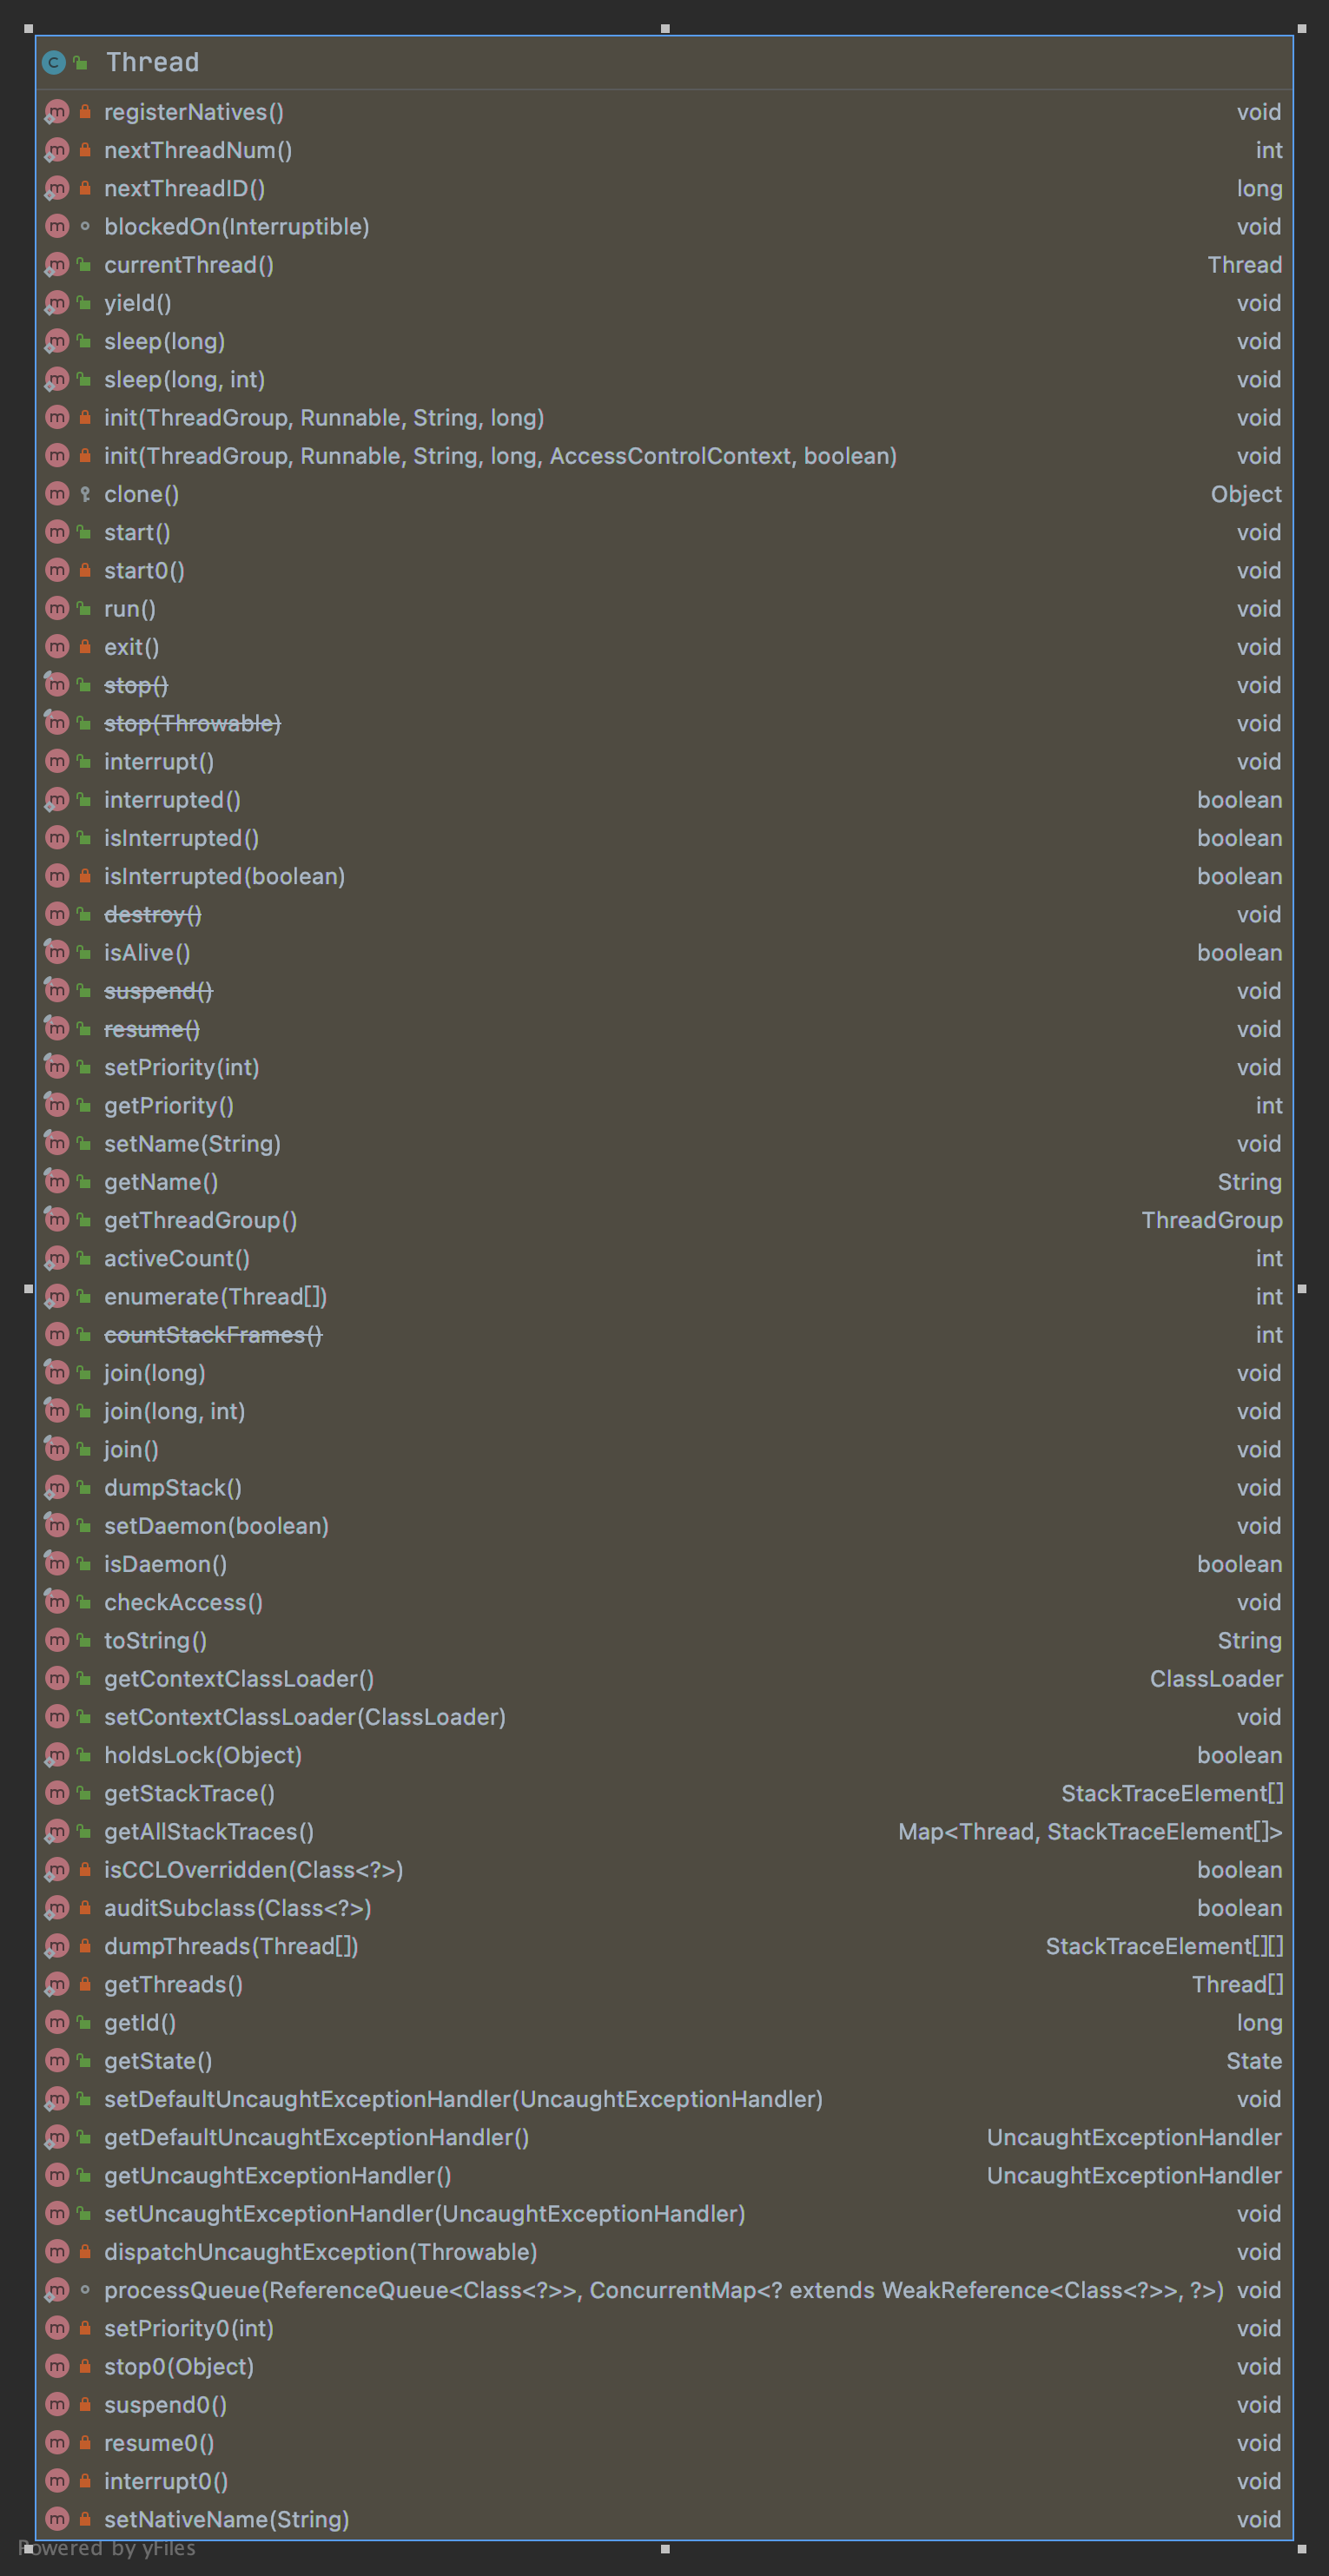 Thread
registerNatives() void
nextThreadNum() int
nextThreadID() long
blockedOn(Interruptible) void
currentThread() Thread
yield() void
sleep(long) void
sleep(long, int) void
init(ThreadGroup, Runnable, String, long) void
init(ThreadGroup, Runnable, String, long, AccessControlContext, boolean) void
clone() Object
start() void
start0() void
run() void
exit() void
stop() void
stop(Throwable) void
interrupt() void
interrupted() boolean
isInterrupted() boolean
isInterrupted(boolean) boolean
destroy() void
isAlive() boolean
suspend() void
resume() void
setPriority(int) void
getPriority() int
setName(String) void
getName() String
getThreadGroup() ThreadGroup
activeCount() int
enumerate(Thread[]) int
countStackFrames() int
join(long) void
join(long, int) void
join() void
dumpStack() void
setDaemon(boolean) void
isDaemon() boolean
checkAccess() void
toString() String
getContextClassLoader() ClassLoader
setContextClassLoader(ClassLoader) void
holdsLock(Object) boolean
getStackTrace() StackTraceElement[]
getAllStackTraces() Map<Thread, StackTraceElement[]>
isCCLOverridden(Class<?>) boolean
auditSubclass(Class<?>) boolean
dumpThreads(Thread[]) StackTraceElement[][]
getThreads() Thread[]
getId() long
getState() State
setDefaultUncaughtExceptionHandler(UncaughtExceptionHandler) void
getDefaultUncaughtExceptionHandler() UncaughtExceptionHandler
getUncaughtExceptionHandler() UncaughtExceptionHandler
setUncaughtExceptionHandler(UncaughtExceptionHandler) void
dispatchUncaughtException(Throwable) void
processQueue(ReferenceQueue<Class<?>>, ConcurrentMap<? extends WeakReference<Class<?>>, ?>) void
setPriority0(int) void
stop0(Object) void
suspend0() void
resume0() void
interrupt0() void
setNativeName(String) void
Powered by yFiles